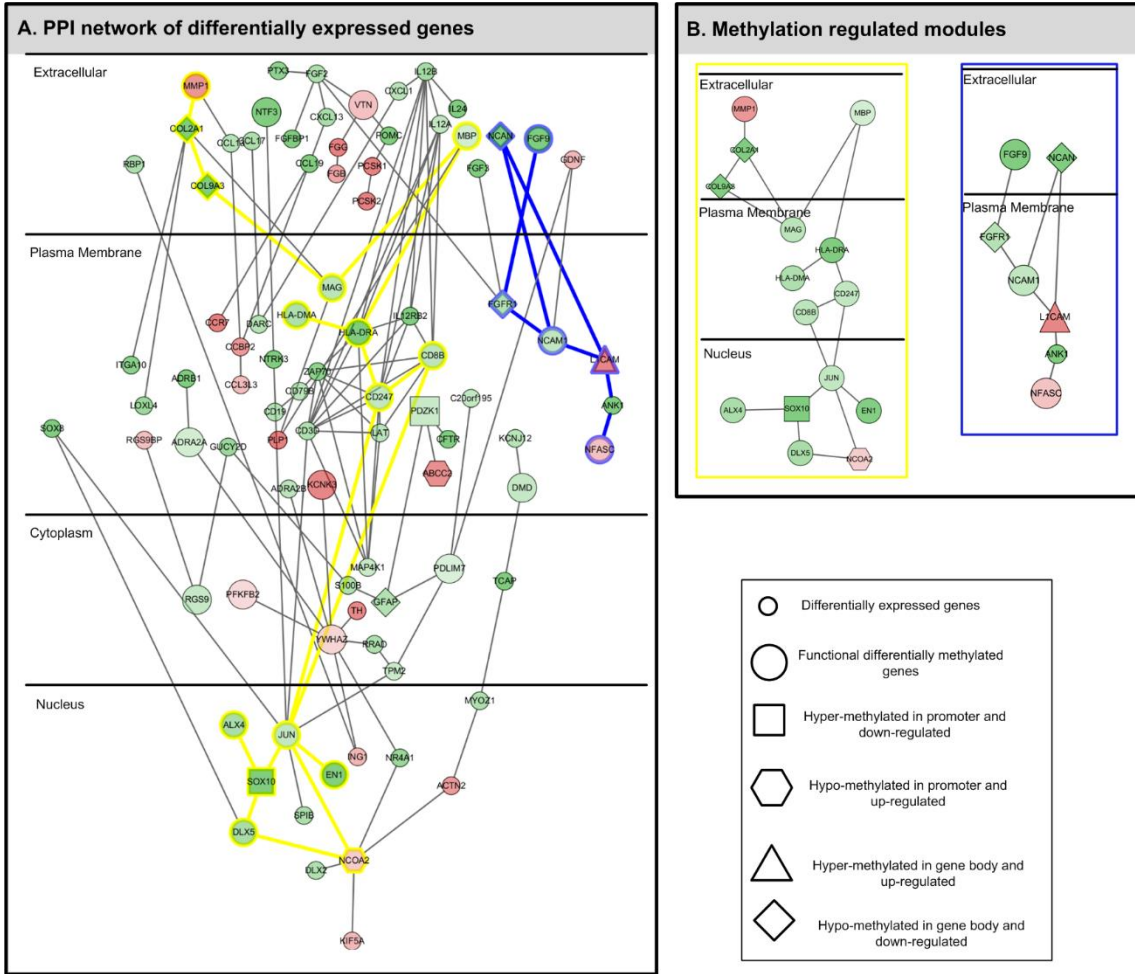 A. PPI network of differentially expressed genes
Extracellular
PTX3
FGF2
IL12B
MMP1
CXCL1
NTF3
VTN
IL24
CXCL13
IL12A
COL2A1
FGFBP1
POMC
MBP
NCAN
FGF9
CCL17
CCL19
FGG
RBP1
FGB
PCSK1
FGF3
GDNF
COL9A3
PCSK2
Plasma Membrane
MAG
HLA-DMA
IL12RB2
FGFR1
CCR7
DARC
HLA-DRA
NCAM1
CCBP2
CD8B
L1CAM
ITGA10
NTRK3
ZAP70
CCL3L3
ADRB1
CD79B
CD247
C20orf195
ANK1
LOXL4
CD19
PDZK1
SOX8
CD3D
LAT
KCNJ12
RGS9BP
ADRA2A
GUCY2D
PLP1
CFTR
NFASC
ABCC2
KCNK3
ADRA2B
DMD
Cytoplasm
MAP4K1
PDLIM7
S100B
TCAP
PFKFB2
RGS9
GFAP
TH
YWHAZ
RRAD
TPM2
Nucleus
MYOZ1
ALX4
JUN
ING1
NR4A1
EN1
SOX10
ACTN2
SPIB
DLX5
NCOA2
DLX2
KIF5A
B. Methylation regulated modules
Extracellular
MMP1
MBP
COL2A1
COL9A3
Plasma Membrane
MAG
HLA-DRA
HLA-DMA
CD247
CD8B
Nucleus
JUN
ALX4
SOX10
EN1
DLX5
NCOA2
Extracellular
FGF9
NCAN
Plasma Membrane
FGFR1
NCAM1
L1CAM
ANK1
NFASC
Differentially expressed genes
Functional differentially methylated
genes
Hyper-methylated in promoter and
down-regulated
Hypo-methylated in promoter and
up-regulated
Hyper-methylated in gene body and
up-regulated
Hypo-methylated in gene body and
down-regulated